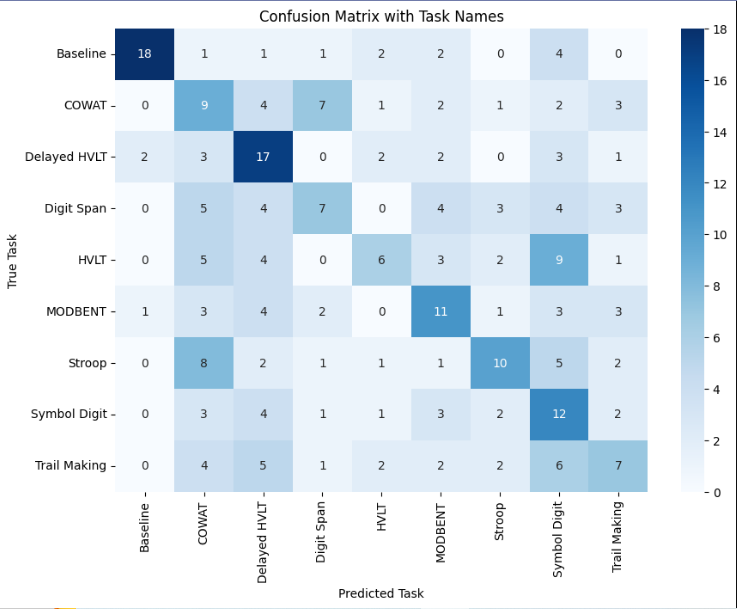 Confusion Matrix with Task Names
Baseline 18 1 1 1 2 2 0 4 0
COWAT 0 9 4 7 1 2 1 2 3
Delayed HVLT 2 3 17 0 2 2 0 3 1
Digit Span 0 5 4 7 0 4 3 4 3
HVLT 0 5 4 0 6 3 2 9 1
MODBENT 1 3 4 2 0 11 1 3 3
Stroop 0 8 2 1 1 1 10 5 2
Symbol Digit 0 3 4 1 1 3 2 12 2
Trail Making 0 4 5 1 2 2 2 6 7
True Task
Baseline COWAT Delayed HVLT Digit Span HVLT MODBENT Stroop Symbol Digit Trail Making
Predicted Task
18
16
14
12
10
8
6
4
2
0